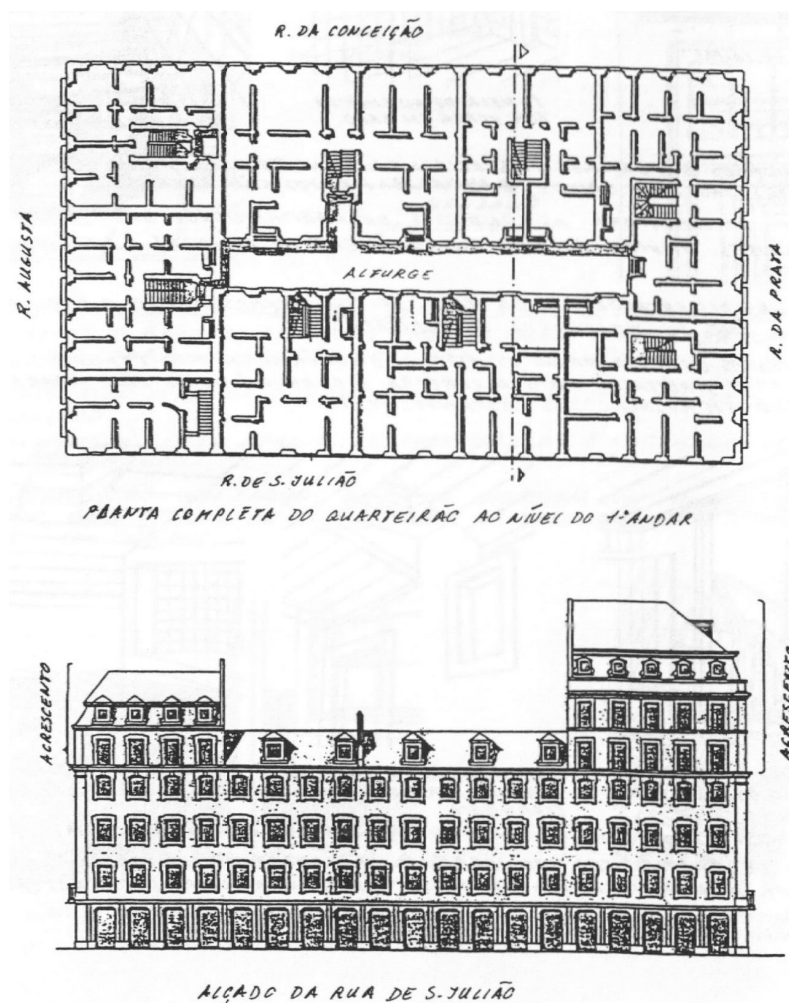 R. DA CONCEIÇÃO
R. AUGUSTA
ALFURGE
R. DA PRATA
R. DE S. JULIÃO
PLANTA COMPLETA DO QUARTEIRÃO AO NÍVEL DO 1º ANDAR
ACRESCENTO
ACRESCENTO
ALÇADO DA RUA DE S. JULIÃO